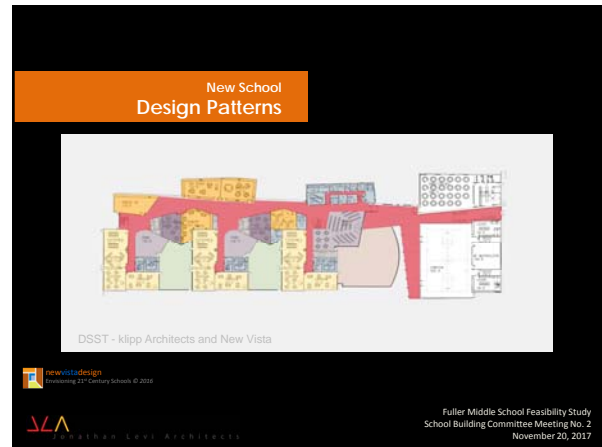 New School
Design Patterns
DSST - klipp Architects and New Vista
newvistadesign
Envisioning 21st Century Schools © 2016
Jonathan Levi Architects
Fuller Middle School Feasibility Study
School Building Committee Meeting No. 2
November 20, 2017